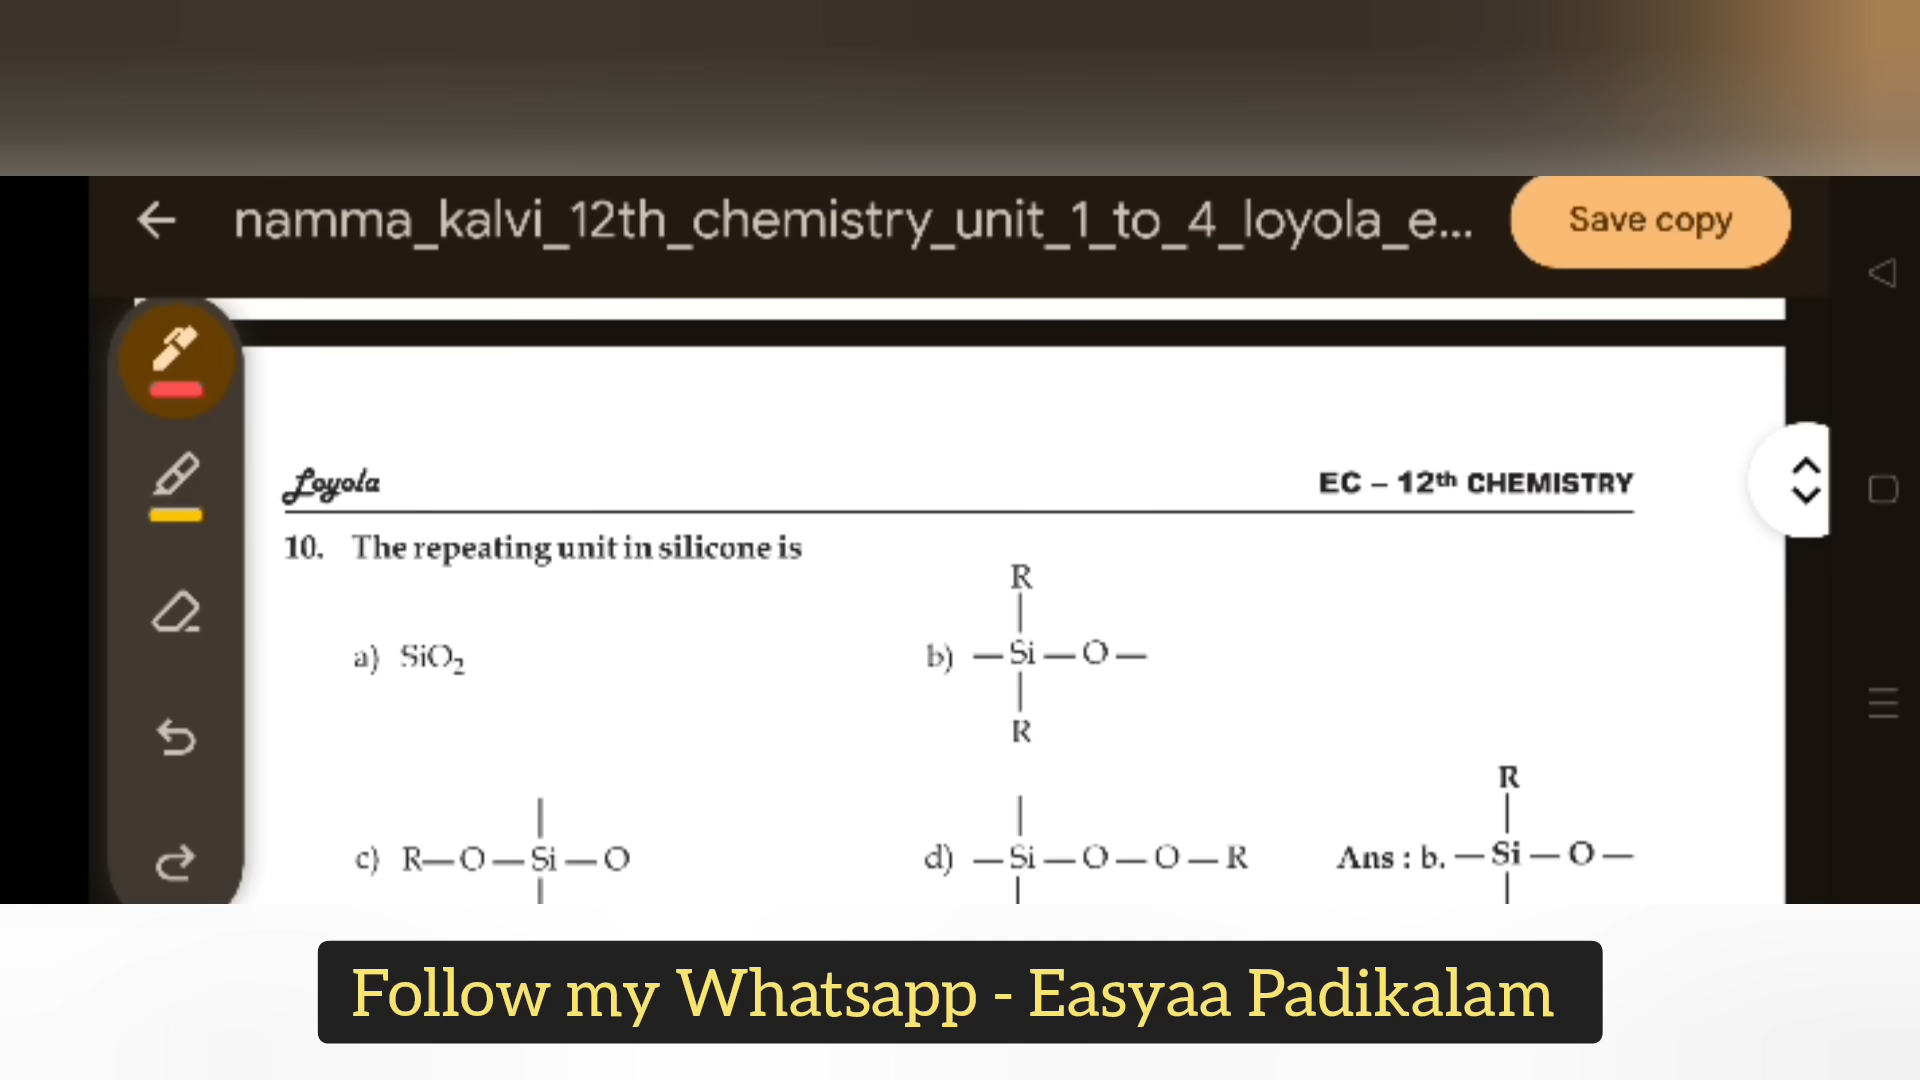 namma_kalvi_12th_chemistry_unit_1_to_4_loyola_e...
Save copy
Loyola
EC – 12th CHEMISTRY
10. The repeating unit in silicone is
a) SiO₂
b)
R
|
— Si — O —
|
R
c)
|
R—O—Si—O
|
d)
|
— Si — O — O — R
|
Ans : b.
R
|
— Si — O —
|
Follow my Whatsapp - Easyaa Padikalam